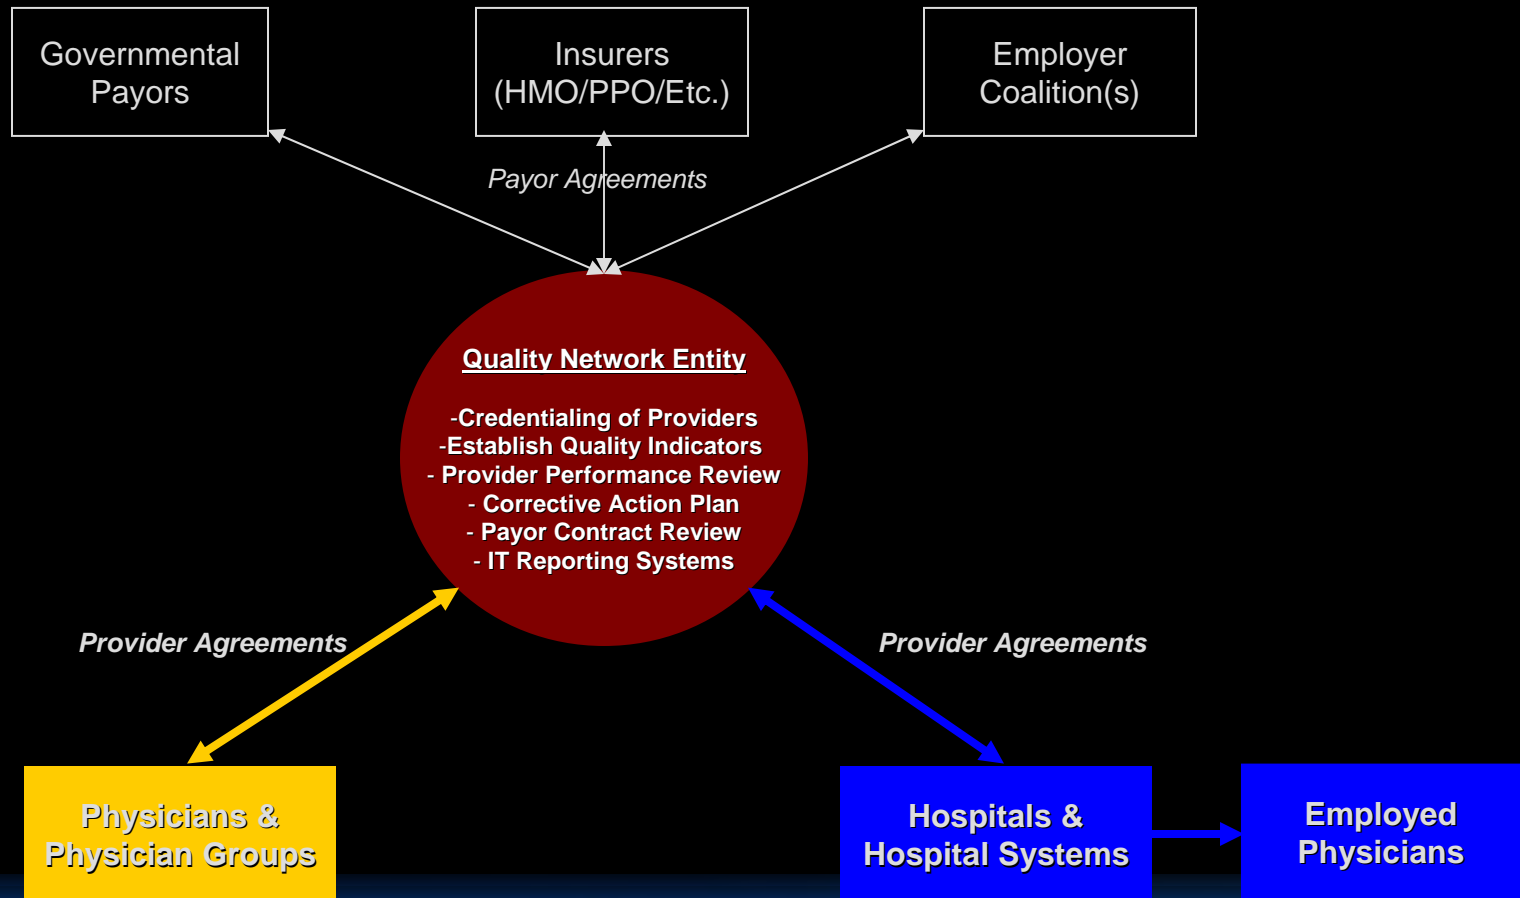 Governmental
Payors
Insurers
(HMO/PPO/Etc.)
Employer
Coalition(s)
Payor Agreements
Quality Network Entity
-Credentialing of Providers
-Establish Quality Indicators
- Provider Performance Review
- Corrective Action Plan
- Payor Contract Review
- IT Reporting Systems
Provider Agreements
Provider Agreements
Physicians &
Physician Groups
Hospitals &
Hospital Systems
Employed
Physicians